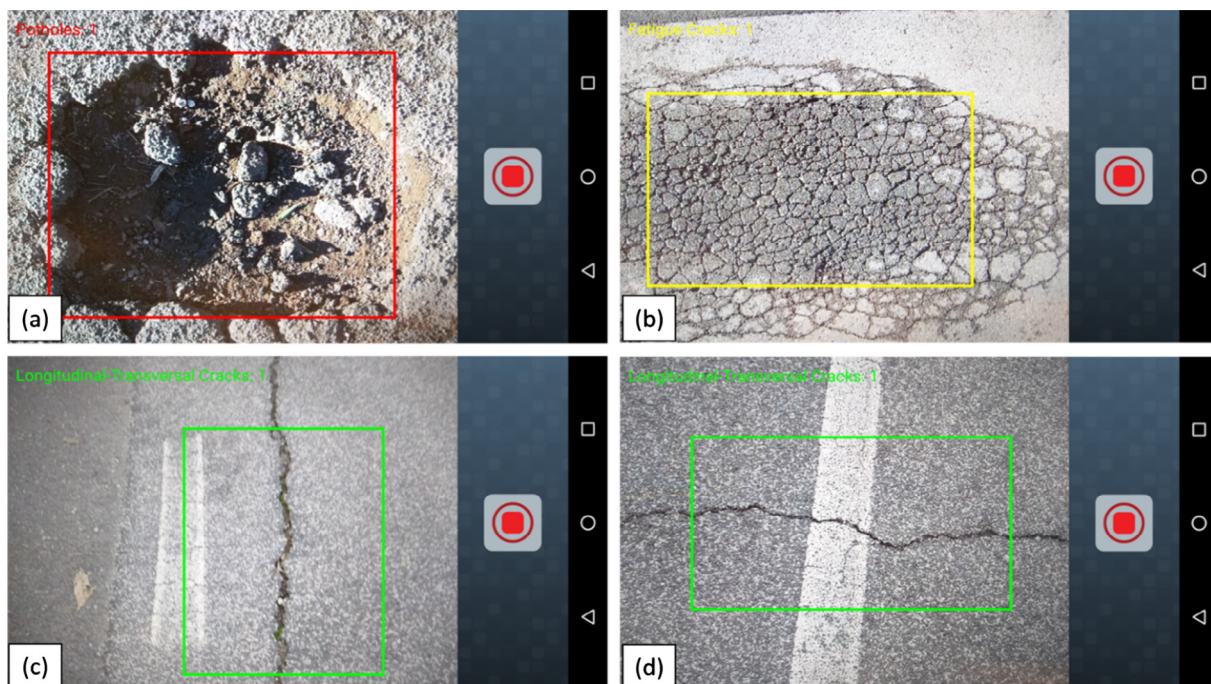 Potholes: 1
(a)
Fatigue Cracks: 1
(b)
Longitudinal-Transversal Cracks: 1
(c)
Longitudinal-Transversal Cracks: 1
(d)